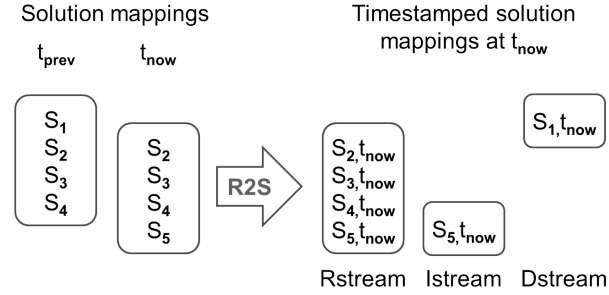 Solution mappings
Timestamped solution
mappings at tnow
tprev
tnow
S1
S2
S3
S4
S2
S3
S4
S5
R2S
S2,tnow
S3,tnow
S4,tnow
S5,tnow
S5,tnow
S1,tnow
Rstream
Istream
Dstream